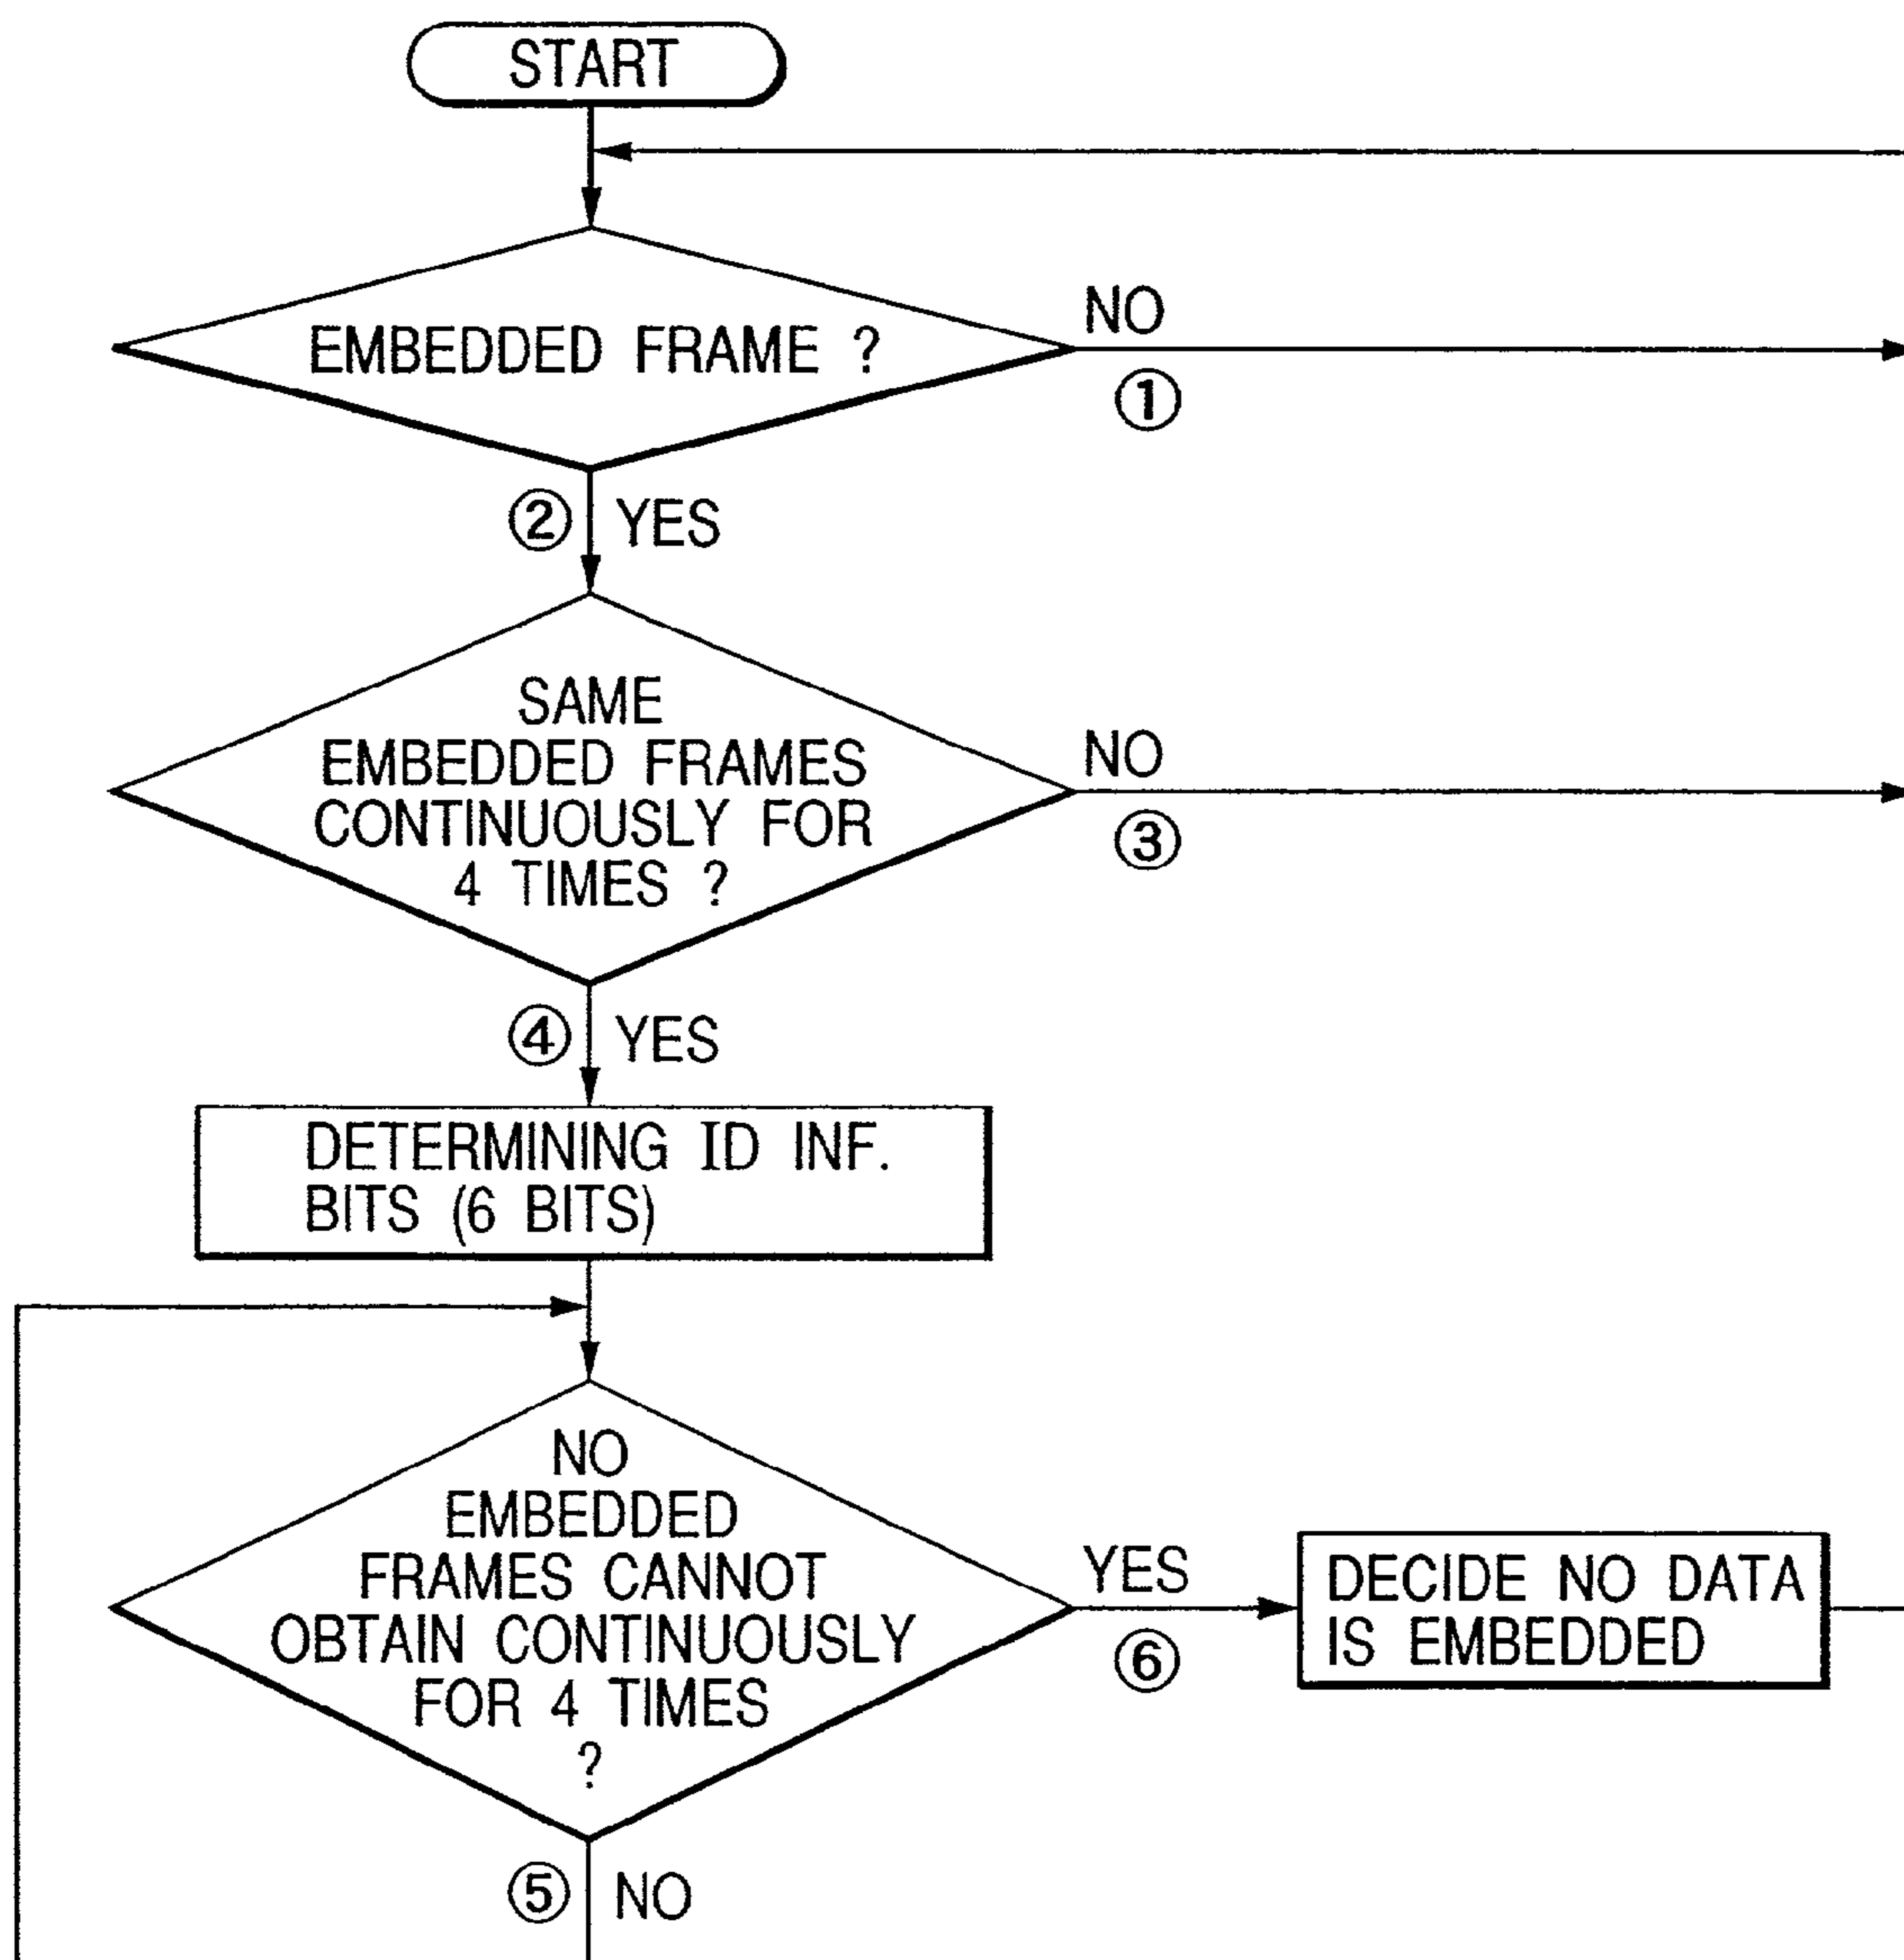 START
EMBEDDED FRAME ?
NO
①
②
YES
SAME
EMBEDDED FRAMES
CONTINUOUSLY FOR
4 TIMES ?
NO
③
④
YES
DETERMINING ID INF.
BITS (6 BITS)
NO
EMBEDDED
FRAMES CANNOT
OBTAIN CONTINUOUSLY
FOR 4 TIMES
?
YES
⑥
DECIDE NO DATA
IS EMBEDDED
⑤
NO